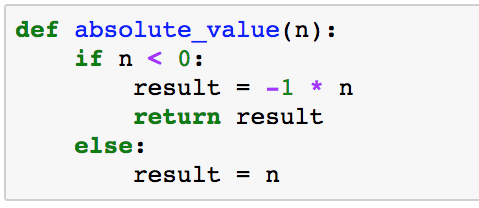 def absolute_value(n):
    if n < 0:
        result = -1 * n
        return result
    else:
        result = n